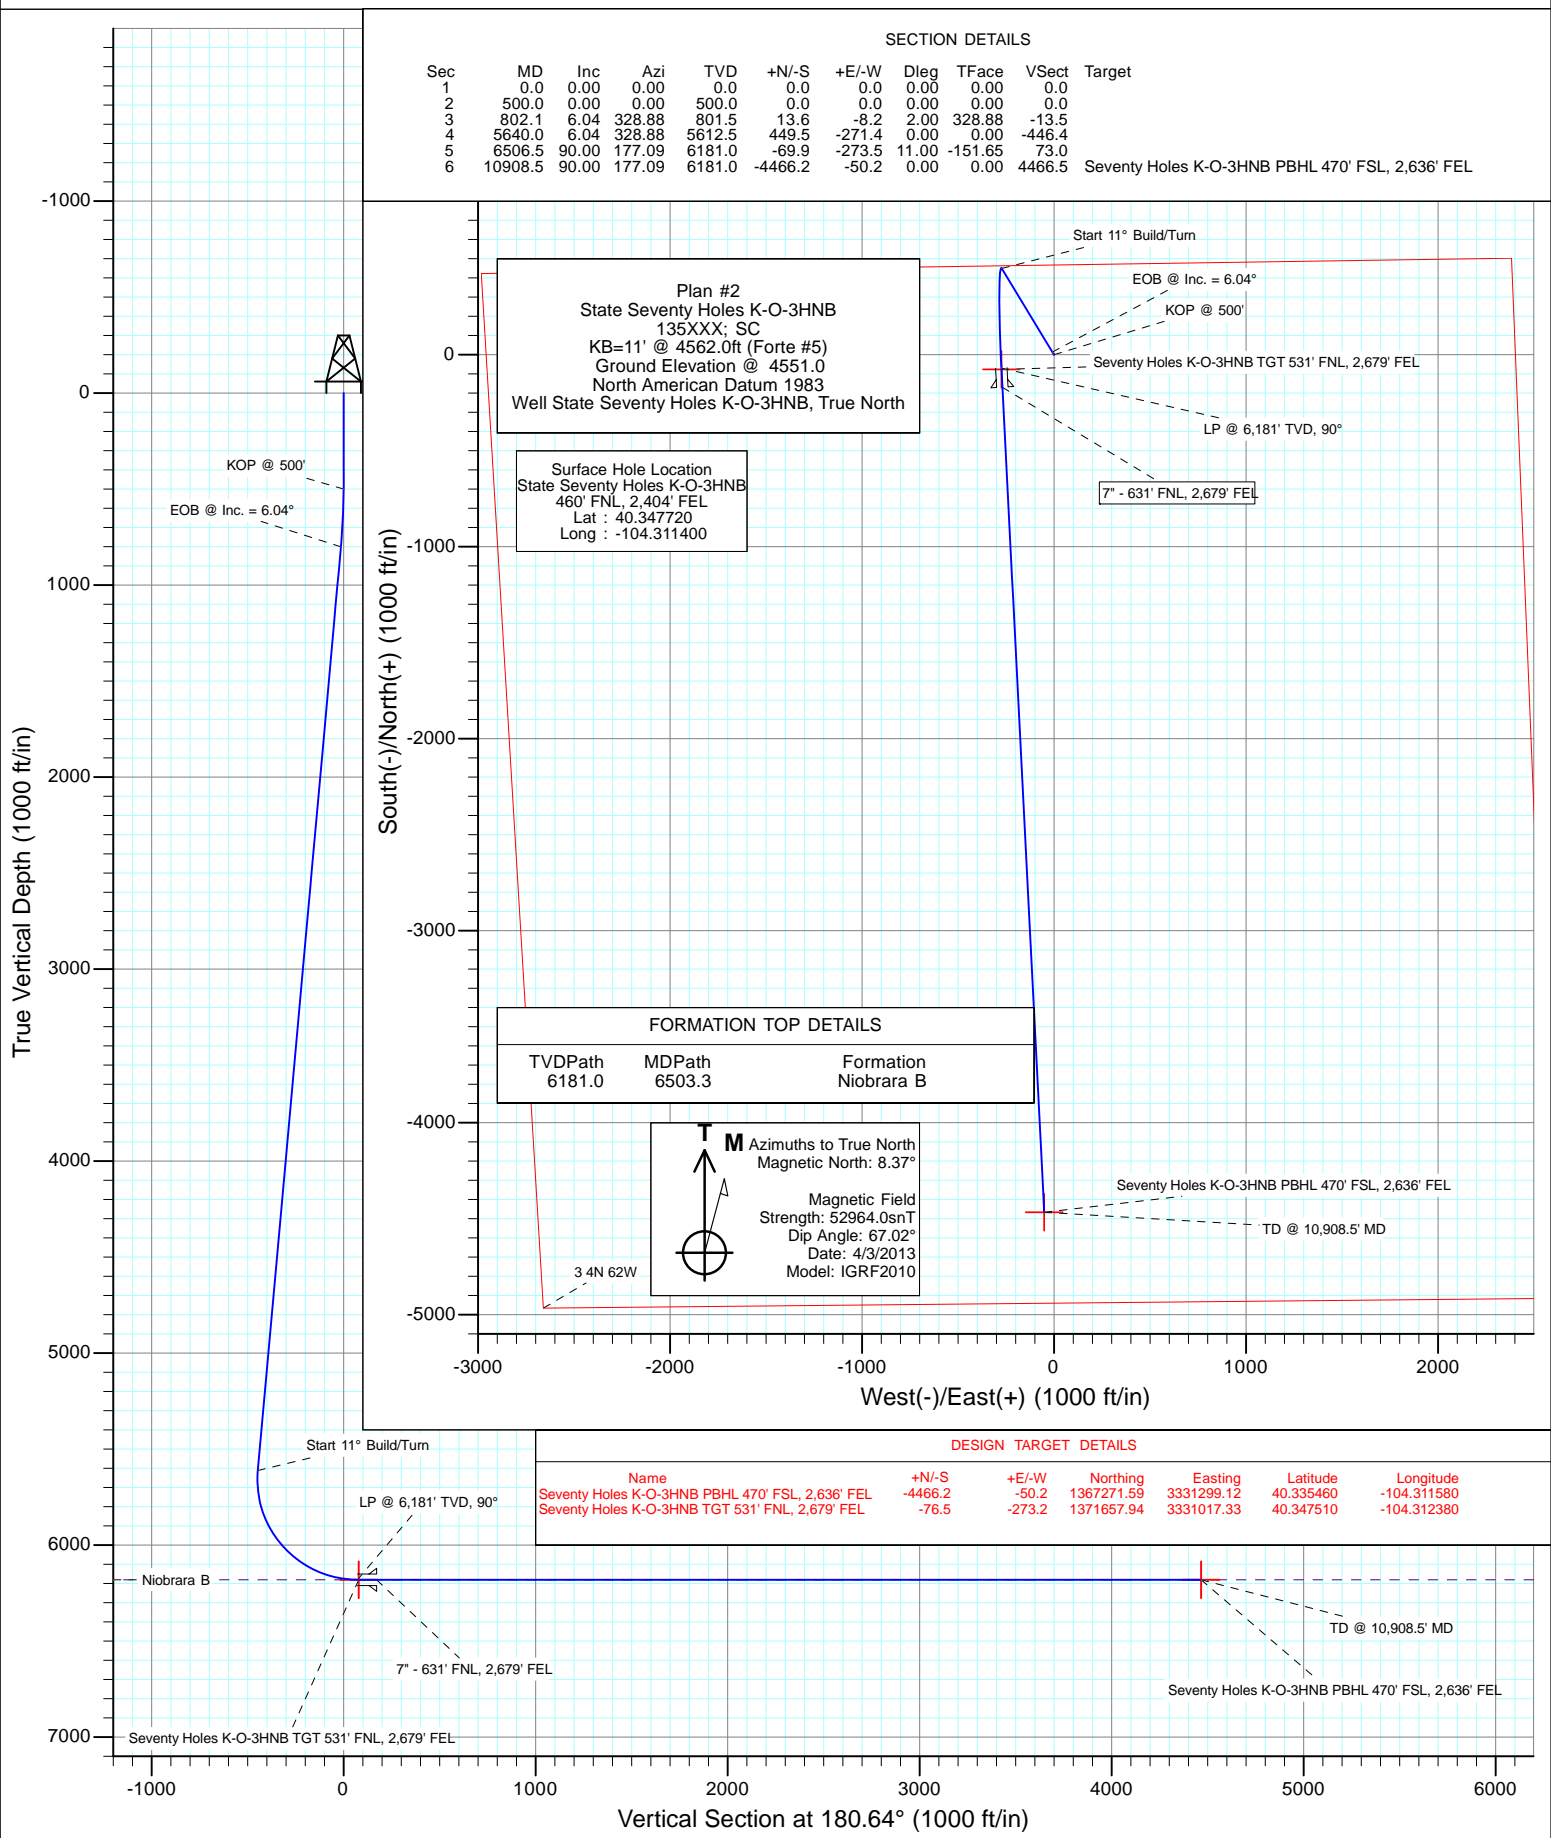 SECTION DETAILS
Sec MD Inc Azi TVD +N/-S +E/-W Dleg TFace VSect Target
1 0.0 0.00 0.00 0.0 0.0 0.0 0.00 0.00 0.0
2 500.0 0.00 0.00 500.0 0.0 0.0 0.00 0.00 0.0
3 802.1 6.04 328.88 801.5 13.6 -8.2 2.00 328.88 -13.5
4 5640.0 6.04 328.88 5612.5 449.5 -271.4 0.00 0.00 -446.4
5 6506.5 90.00 177.09 6181.0 -69.9 -273.5 11.00 -151.65 73.0
6 10908.5 90.00 177.09 6181.0 -4466.2 -50.2 0.00 0.00 4466.5 Seventy Holes K-O-3HNB PBHL 470' FSL, 2,636' FEL
Plan #2
State Seventy Holes K-O-3HNB
135XXX; SC
KB=11' @ 4562.0ft (Forte #5)
Ground Elevation @ 4551.0
North American Datum 1983
Well State Seventy Holes K-O-3HNB, True North
Surface Hole Location
State Seventy Holes K-O-3HNB
460' FNL, 2,404' FEL
Lat : 40.347720
Long : -104.311400
Start 11° Build/Turn
EOB @ Inc. = 6.04°
KOP @ 500'
Seventy Holes K-O-3HNB TGT 531' FNL, 2,679' FEL
LP @ 6,181' TVD, 90°
7" - 631' FNL, 2,679' FEL
Seventy Holes K-O-3HNB PBHL 470' FSL, 2,636' FEL
TD @ 10,908.5' MD
3 4N 62W
0
-1000
-2000
-3000
-4000
-5000
South(-)/North(+) (1000 ft/in)
-3000 -2000 -1000 0 1000 2000
West(-)/East(+) (1000 ft/in)
FORMATION TOP DETAILS
TVDPath MDPath Formation
6181.0 6503.3 Niobrara B
T
M
Azimuths to True North
Magnetic North: 8.37°
Magnetic Field
Strength: 52964.0snT
Dip Angle: 67.02°
Date: 4/3/2013
Model: IGRF2010
DESIGN TARGET DETAILS
Name +N/-S +E/-W Northing Easting Latitude Longitude
Seventy Holes K-O-3HNB PBHL 470' FSL, 2,636' FEL -4466.2 -50.2 1367271.59 3331299.12 40.335460 -104.311580
Seventy Holes K-O-3HNB TGT 531' FNL, 2,679' FEL -76.5 -273.2 1371657.94 3331017.33 40.347510 -104.312380
-1000
0
1000
2000
3000
4000
5000
6000
7000
True Vertical Depth (1000 ft/in)
KOP @ 500'
EOB @ Inc. = 6.04°
Start 11° Build/Turn
LP @ 6,181' TVD, 90°
Niobrara B
7" - 631' FNL, 2,679' FEL
Seventy Holes K-O-3HNB TGT 531' FNL, 2,679' FEL
TD @ 10,908.5' MD
Seventy Holes K-O-3HNB PBHL 470' FSL, 2,636' FEL
-1000 0 1000 2000 3000 4000 5000 6000
Vertical Section at 180.64° (1000 ft/in)